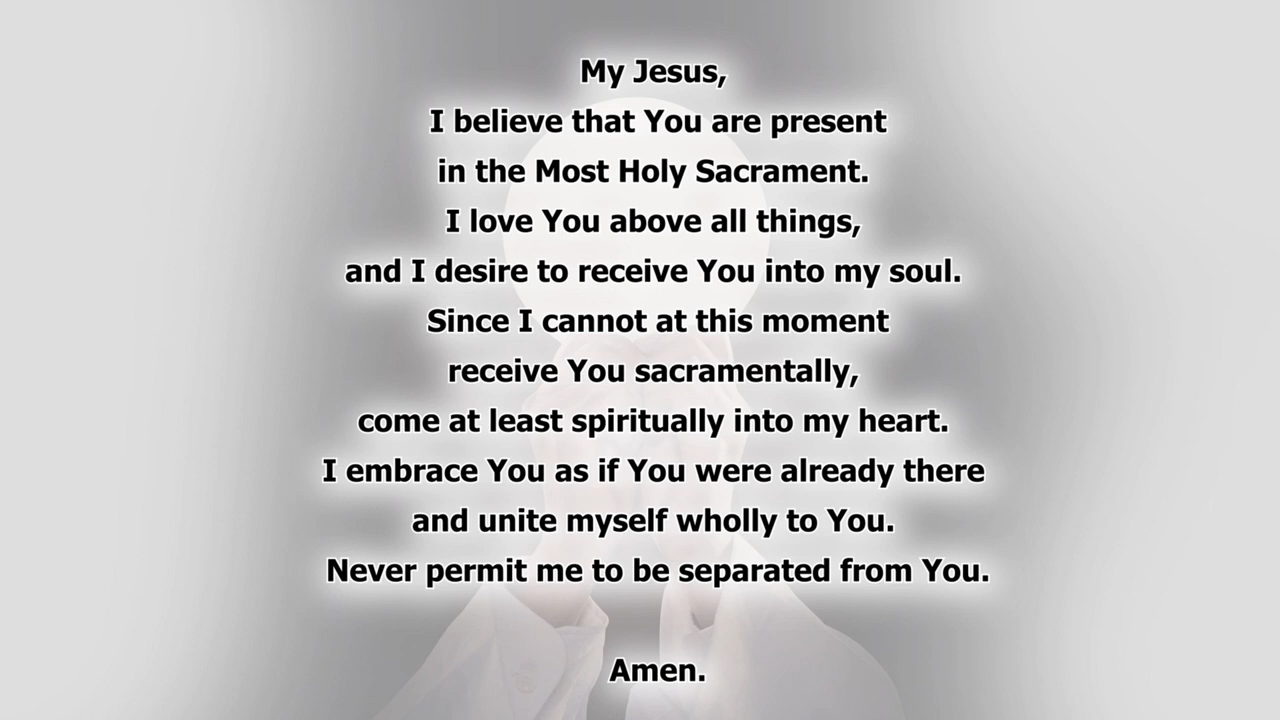 My Jesus,
I believe that You are present
in the Most Holy Sacrament.
I love You above all things,
and I desire to receive You into my soul.
Since I cannot at this moment
receive You sacramentally,
come at least spiritually into my heart.
I embrace You as if You were already there
and unite myself wholly to You.
Never permit me to be separated from You.
Amen.